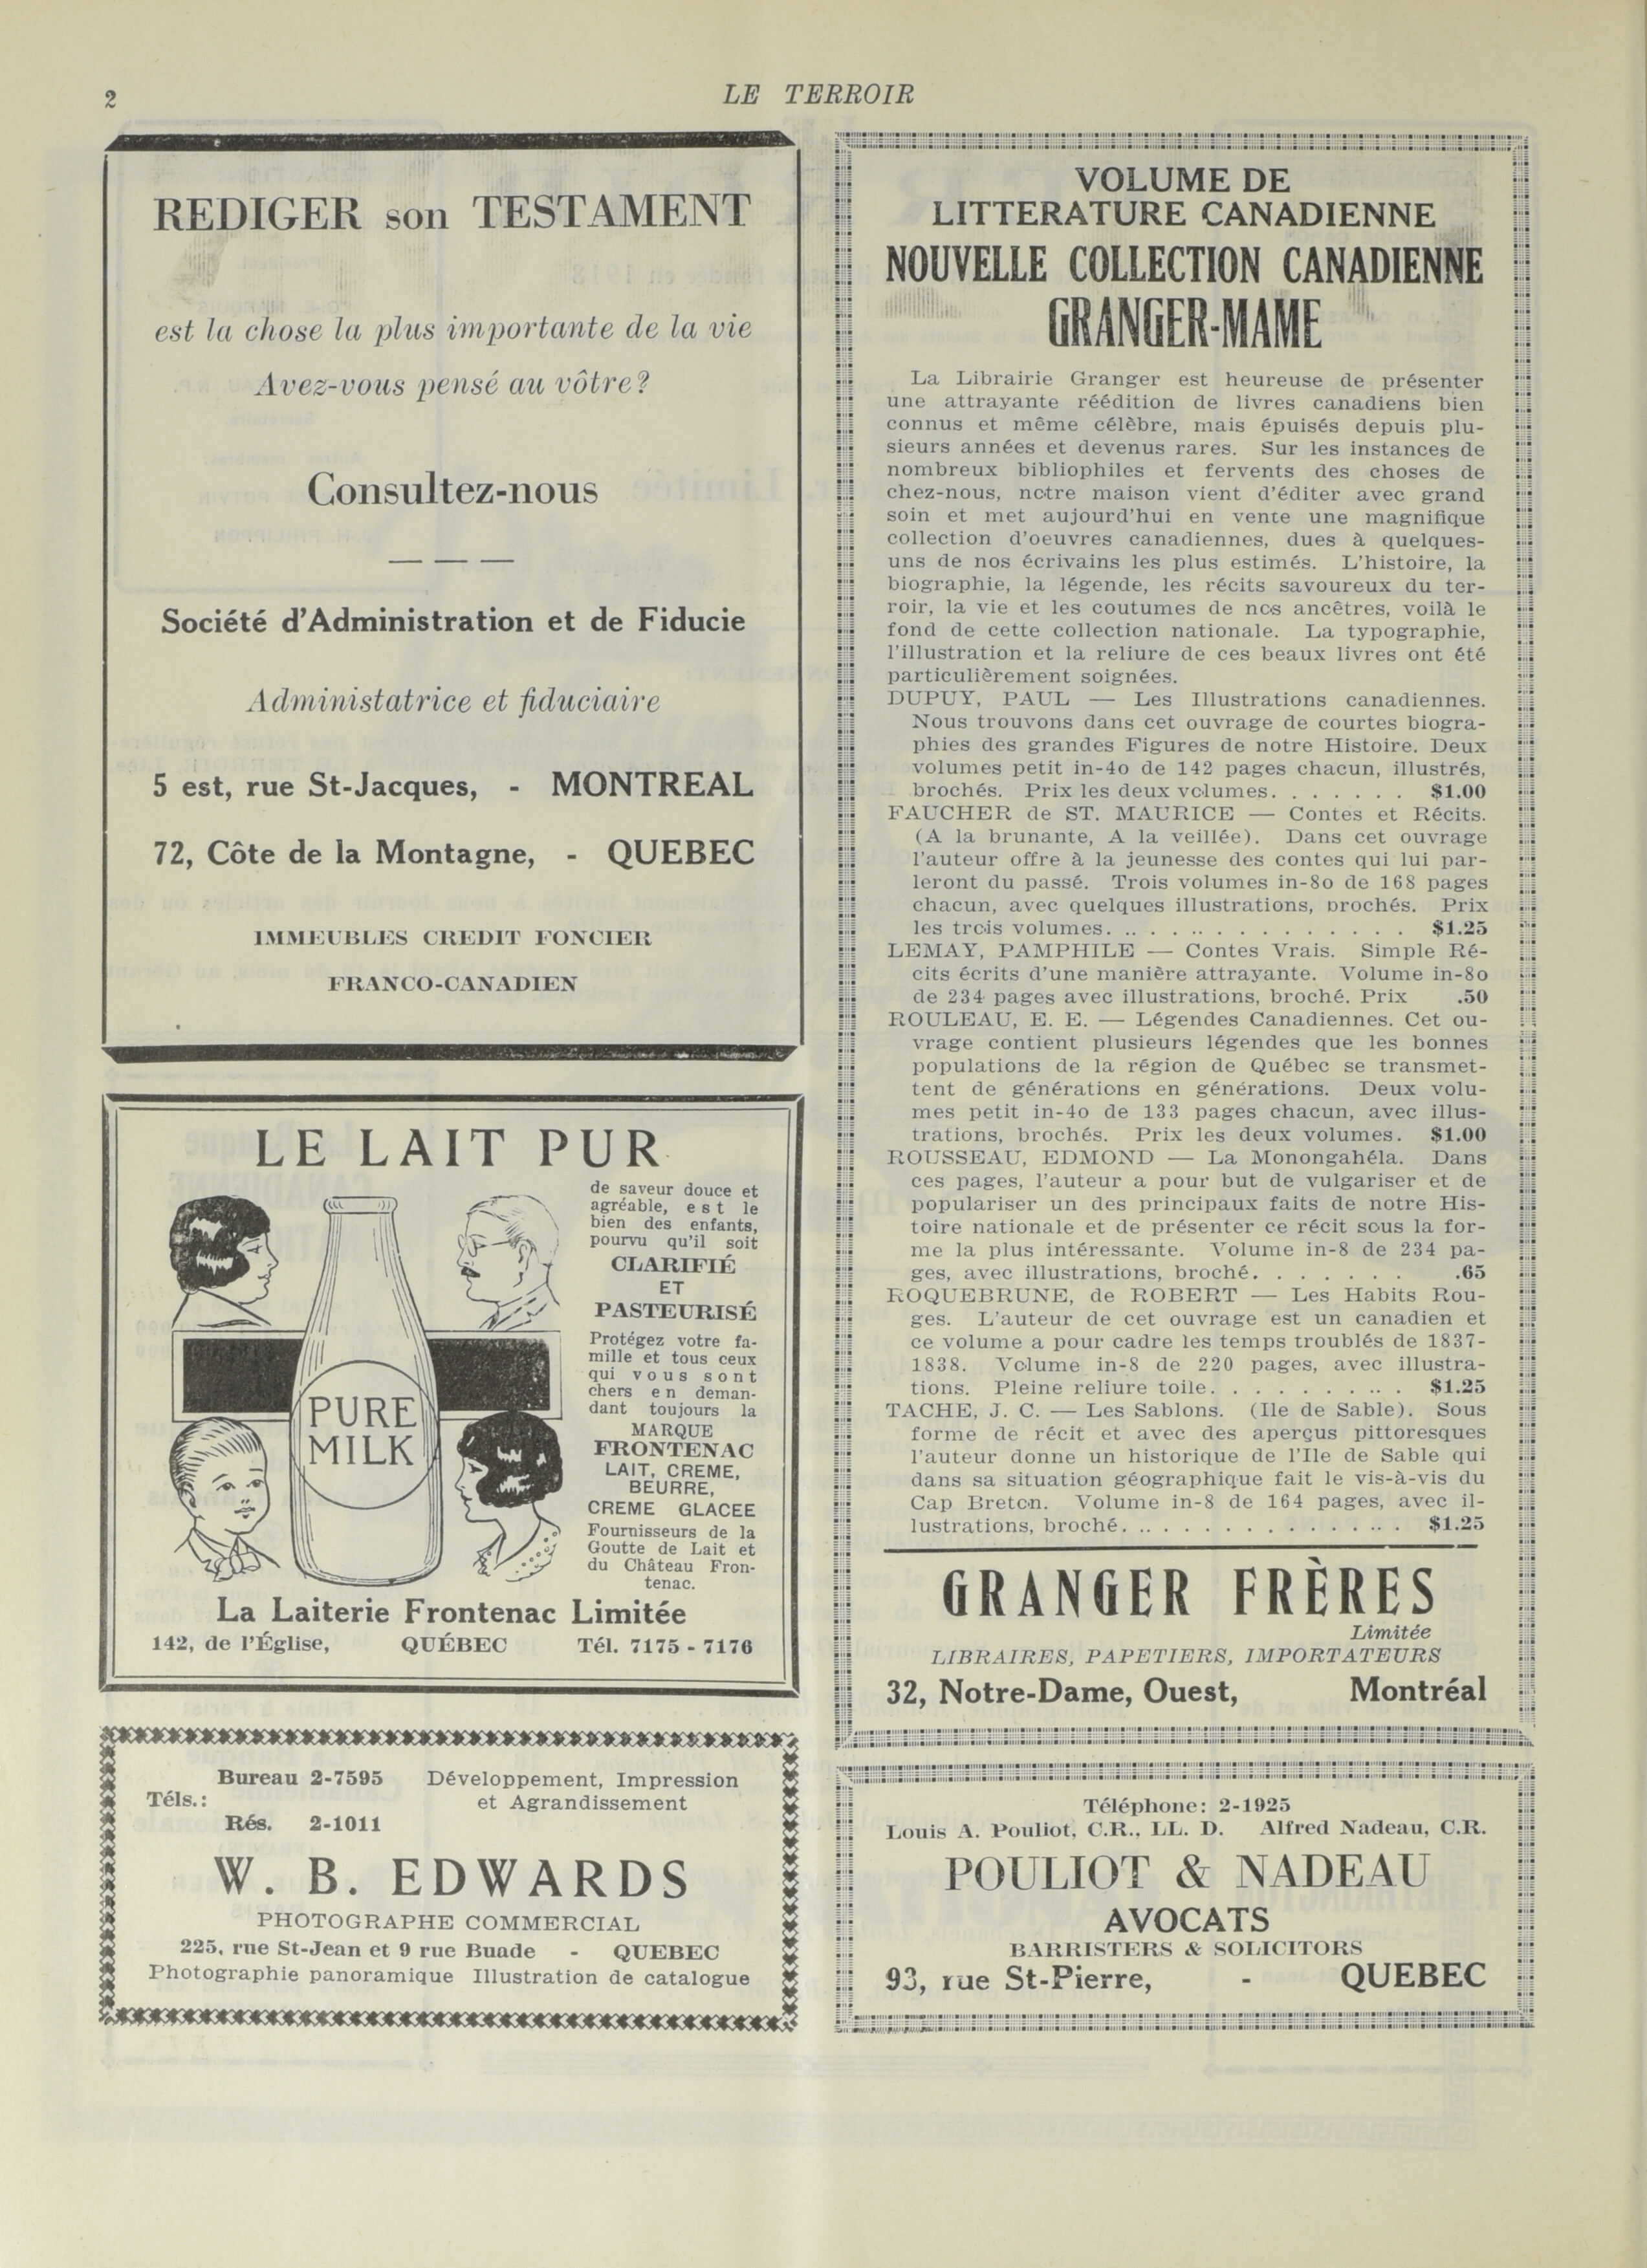 2
LE TERROIR
REDIGER son TESTAMENT
est la chose la plus importante de la vie
Avez-vous pensé au vôtre?
Consultez-nous
Société d'Administration et de Fiducie
Administatrice et fiduciaire
5 est, rue St-Jacques, - MONTREAL
72, Côte de la Montagne, - QUEBEC
IMMEUBLES CREDIT FONCIER
FRANCO-CANADIEN
LE LAIT PUR
PURE
MILK
de saveur douce et
agréable, est le
bien des enfants,
pourvu qu'il soit
CLARIFIÉ
ET
PASTEURISÉ
Protégez votre fa-
mille et tous ceux
qui vous sont
chers en deman-
dant toujours la
MARQUE
FRONTENAC
LAIT, CREME,
BEURRE,
CREME GLACEE
Fournisseurs de la
Goutte de Lait et
du Château Fron-
tenac.
La Laiterie Frontenac Limitée
142, de l'Église, QUÉBEC Tél. 7175 - 7176
Bureau 2-7595 Développement, Impression
Téls.: et Agrandissement
Rés. 2-1011
W. B. EDWARDS
PHOTOGRAPHE COMMERCIAL
225, rue St-Jean et 9 rue Buade - QUEBEC
Photographie panoramique Illustration de catalogue
VOLUME DE
LITTERATURE CANADIENNE
NOUVELLE COLLECTION CANADIENNE
GRANGER-MAME
La Librairie Granger est heureuse de présenter
une attrayante réédition de livres canadiens bien
connus et même célèbre, mais épuisés depuis plu-
sieurs années et devenus rares. Sur les instances de
nombreux bibliophiles et fervents des choses de
chez-nous, notre maison vient d'éditer avec grand
soin et met aujourd'hui en vente une magnifique
collection d'oeuvres canadiennes, dues à quelques-
uns de nos écrivains les plus estimés. L'histoire, la
biographie, la légende, les récits savoureux du ter-
roir, la vie et les coutumes de nos ancêtres, voilà le
fond de cette collection nationale. La typographie,
l'illustration et la reliure de ces beaux livres ont été
particulièrement soignées.
DUPUY, PAUL — Les Illustrations canadiennes.
Nous trouvons dans cet ouvrage de courtes biogra-
phies des grandes Figures de notre Histoire. Deux
volumes petit in-4o de 142 pages chacun, illustrés,
brochés. Prix les deux volumes. . . . . . . $1.00
FAUCHER de ST. MAURICE — Contes et Récits.
(A la brunante, A la veillée). Dans cet ouvrage
l'auteur offre à la jeunesse des contes qui lui par-
leront du passé. Trois volumes in-8o de 168 pages
chacun, avec quelques illustrations, brochés. Prix
les trois volumes. .. . . .. . . . . . . . . . . $1.25
LEMAY, PAMPHILE — Contes Vrais. Simple Ré-
cits écrits d'une manière attrayante. Volume in-8o
de 234 pages avec illustrations, broché. Prix .50
ROULEAU, E. E. — Légendes Canadiennes. Cet ou-
vrage contient plusieurs légendes que les bonnes
populations de la région de Québec se transmet-
tent de générations en générations. Deux volu-
mes petit in-4o de 133 pages chacun, avec illus-
trations, brochés. Prix les deux volumes. $1.00
ROUSSEAU, EDMOND — La Monongahéla. Dans
ces pages, l'auteur a pour but de vulgariser et de
populariser un des principaux faits de notre His-
toire nationale et de présenter ce récit sous la for-
me la plus intéressante. Volume in-8 de 234 pa-
ges, avec illustrations, broché. . . . . . . .65
ROQUEBRUNE, de ROBERT — Les Habits Rou-
ges. L'auteur de cet ouvrage est un canadien et
ce volume a pour cadre les temps troublés de 1837-
1838. Volume in-8 de 220 pages, avec illustra-
tions. Pleine reliure toile. . . . . . . . .. . $1.25
TACHE, J. C. — Les Sablons. (Ile de Sable). Sous
forme de récit et avec des aperçus pittoresques
l'auteur donne un historique de l'Ile de Sable qui
dans sa situation géographique fait le vis-à-vis du
Cap Breton. Volume in-8 de 164 pages, avec il-
lustrations, broché. .. . . . . . . . . . . .. . $1.25
GRANGER FRÈRES
Limitée
LIBRAIRES, PAPETIERS, IMPORTATEURS
32, Notre-Dame, Ouest, Montréal
Téléphone: 2-1925
Louis A. Pouliot, C.R., LL. D. Alfred Nadeau, C.R.
POULIOT & NADEAU
AVOCATS
BARRISTERS & SOLICITORS
93, rue St-Pierre, - QUEBEC